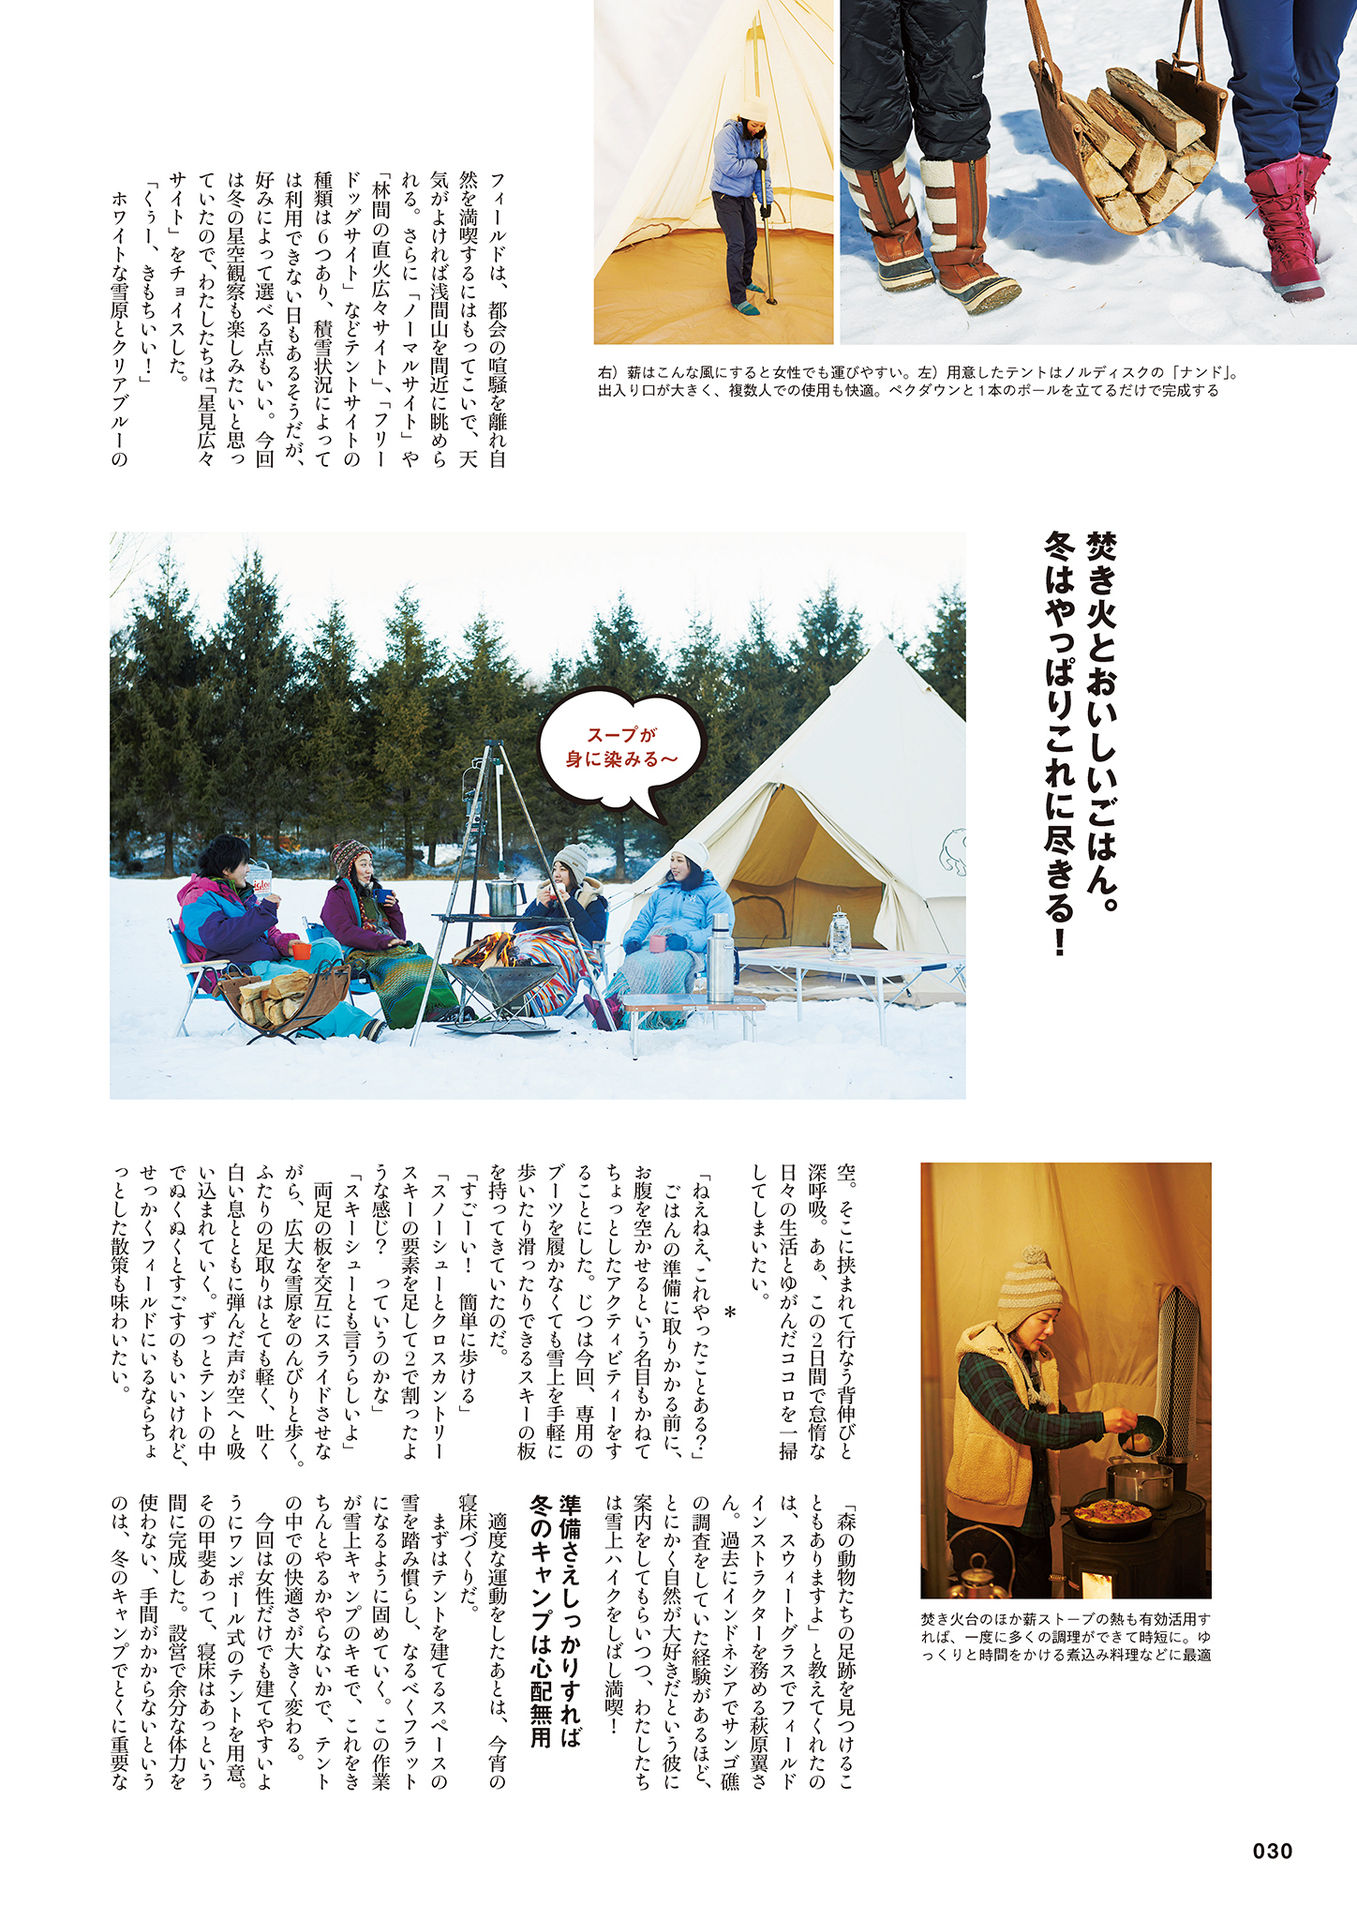 右）薪はこんな風にすると女性でも運びやすい。左）用意したテントはノルディスクの「ナンド」。
出入り口が大きく、複数人での使用も快適。ペグダウンと1本のポールを立てるだけで完成する
フィールドは、都会の喧騒を離れ自
然を満喫するにはもってこいで、天
気がよければ浅間山を間近に眺めら
れる。さらに「ノーマルサイト」や
「林間の直火広々サイト」、「フリー
ドッグサイト」などテントサイトの
種類は6つあり、積雪状況によって
は利用できない日もあるそうだが、
好みによって選べる点もいい。今回
は冬の星空観察も楽しみたいと思っ
ていたので、わたしたちは「星見広々
サイト」をチョイスした。
「くぅー、きもちいい！」
ホワイトな雪原とクリアブルーの
焚き火とおいしいごはん。
冬はやっぱりこれに尽きる！
スープが
身に染みる〜
空。そこに挟まれて行なう背伸びと
深呼吸。あぁ、この2日間で怠惰な
日々の生活とゆがんだココロを一掃
してしまいたい。
＊
「ねえねえ、これやったことある？」
ごはんの準備に取りかかる前に、
お腹を空かせるという名目もかねて
ちょっとしたアクティビティーをす
ることにした。じつは今回、専用の
ブーツを履かなくても雪上を手軽に
歩いたり滑ったりできるスキーの板
を持ってきていたのだ。
「すごーい！　簡単に歩ける」
「スノーシューとクロスカントリー
スキーの要素を足して2で割ったよ
うな感じ？　っていうのかな」
「スキーシューとも言うらしいよ」
両足の板を交互にスライドさせな
がら、広大な雪原をのんびりと歩く。
ふたりの足取りはとても軽く、吐く
白い息とともに弾んだ声が空へと吸
い込まれていく。ずっとテントの中
でぬくぬくとすごすのもいいけれど、
せっかくフィールドにいるならちょ
っとした散策も味わいたい。
「森の動物たちの足跡を見つけるこ
ともありますよ」と教えてくれたの
は、スウィートグラスでフィールド
インストラクターを務める萩原翼さ
ん。過去にインドネシアでサンゴ礁
の調査をしていた経験があるほど、
とにかく自然が大好きだという彼に
案内をしてもらいつつ、わたしたち
は雪上ハイクをしばし満喫！
準備さえしっかりすれば
冬のキャンプは心配無用
適度な運動をしたあとは、今宵の
寝床づくりだ。
まずはテントを建てるスペースの
雪を踏み慣らし、なるべくフラット
になるように固めていく。この作業
が雪上キャンプのキモで、これをき
ちんとやるかやらないかで、テント
の中での快適さが大きく変わる。
今回は女性だけでも建てやすいよ
うにワンポール式のテントを用意。
その甲斐あって、寝床はあっという
間に完成した。設営で余分な体力を
使わない、手間がかからないという
のは、冬のキャンプでとくに重要な
焚き火台のほか薪ストーブの熱も有効活用す
れば、一度に多くの調理ができて時短に。ゆ
っくりと時間をかける煮込み料理などに最適
030